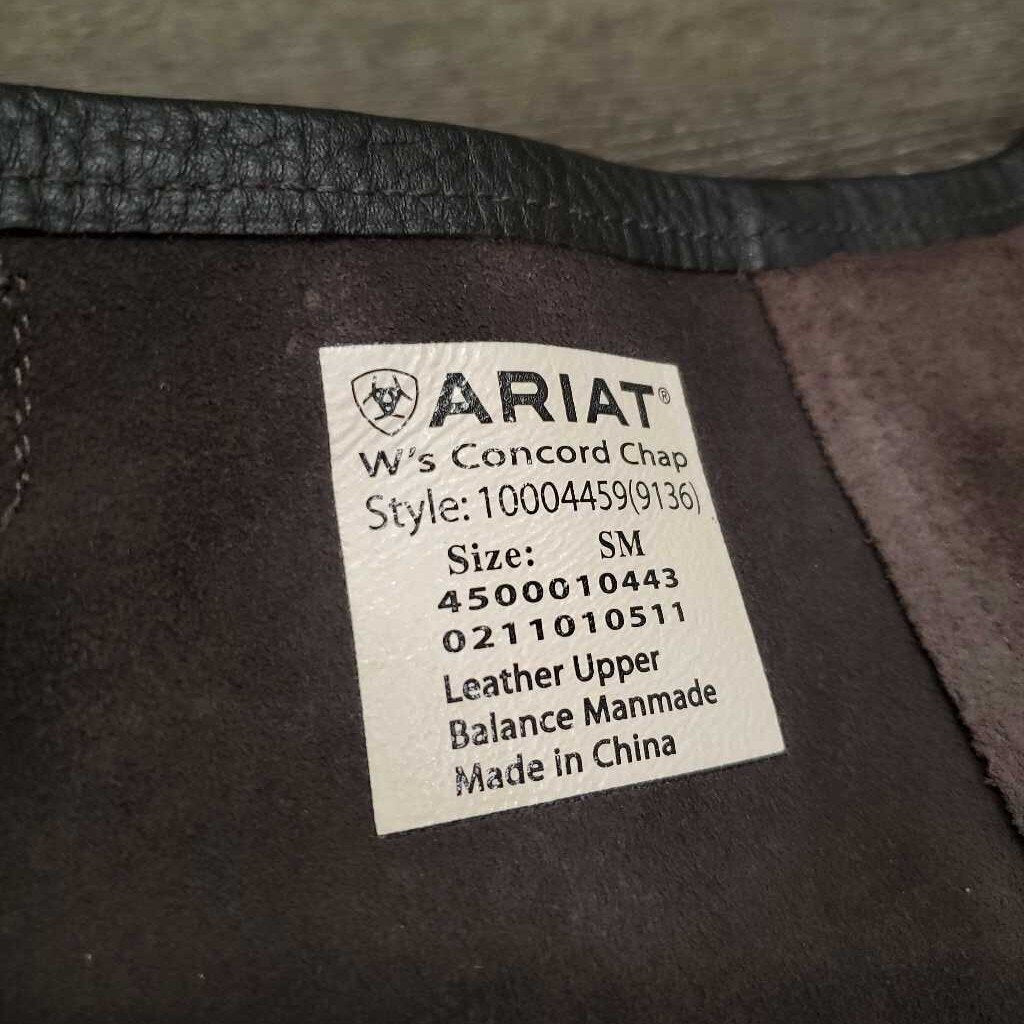 ARIAT®
W's Concord Chap
Style: 10004459(9136)
Size: SM
4500010443
0211010511
Leather Upper
Balance Manmade
Made in China